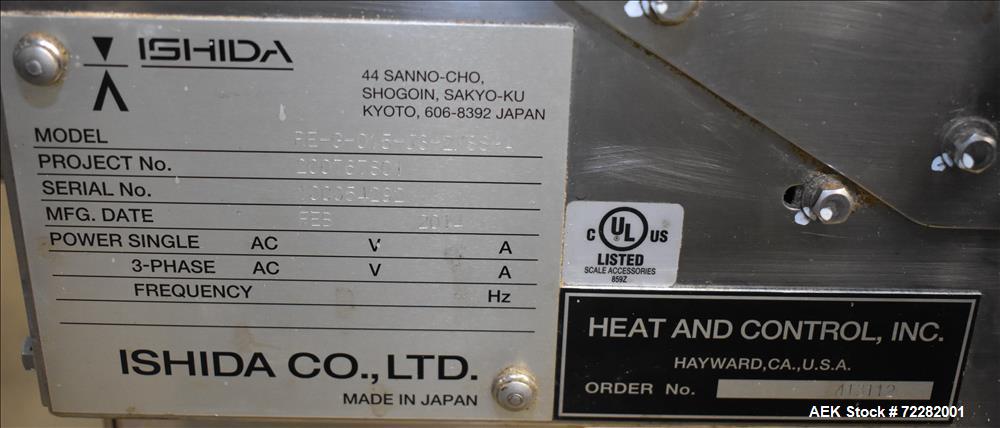 ISHIDA
44 SANNO-CHO,
SHOGOIN, SAKYO-KU
KYOTO, 606-8392 JAPAN
MODEL
PROJECT No.
SERIAL No.
MFG. DATE FEB 2014
POWER SINGLE AC V A
3-PHASE AC V A
FREQUENCY Hz
ISHIDA CO., LTD.
MADE IN JAPAN
C UL US
LISTED
SCALE ACCESSORIES
859Z
HEAT AND CONTROL, INC.
HAYWARD, CA., U.S.A.
ORDER No.
AEK Stock # 72282001